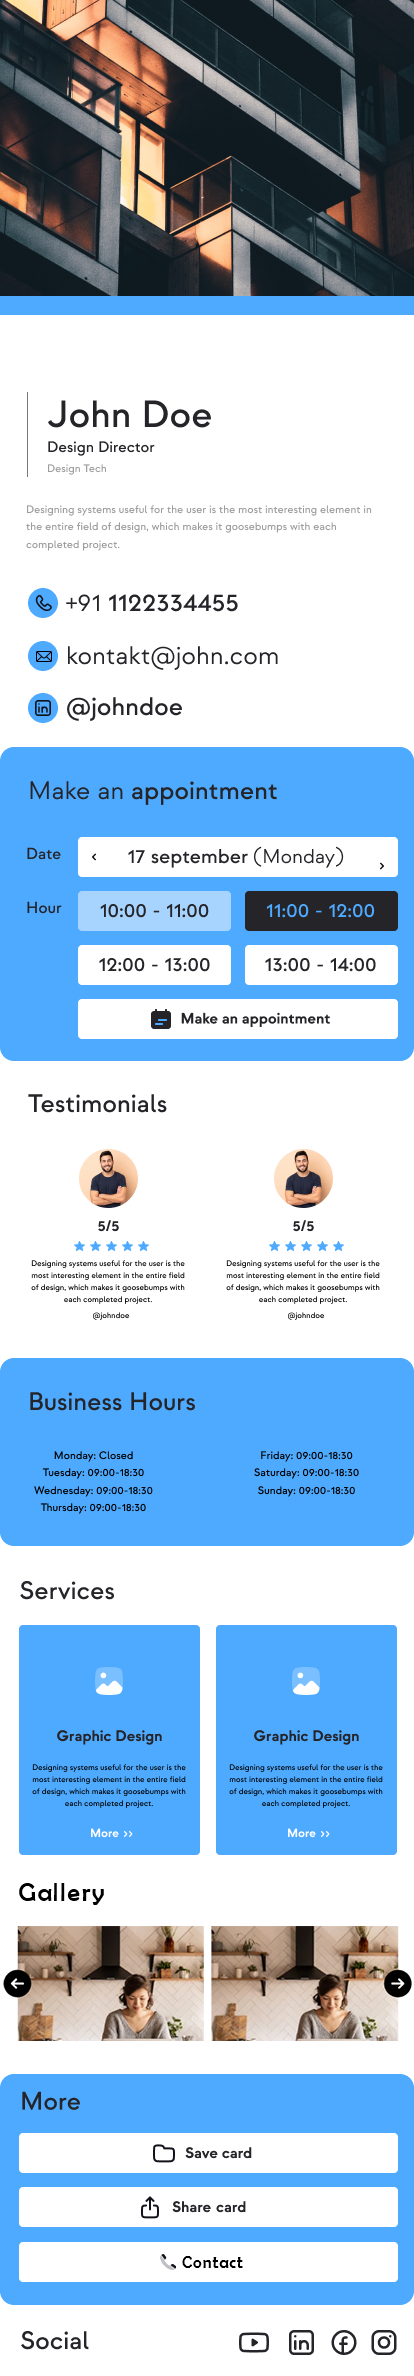 John Doe
Design Director
Design Tech
Designing systems useful for the user is the most interesting element in
the entire field of design, which makes it goosebumps with each
completed project.
+91 1122334455
kontakt@john.com
@johndoe
Make an appointment
Date
17 september (Monday)
Hour
10:00 - 11:00
11:00 - 12:00
12:00 - 13:00
13:00 - 14:00
Make an appointment
Testimonials
5/5
Designing systems useful for the user is the
most interesting element in the entire field
of design, which makes it goosebumps with
each completed project.
@johndoe
5/5
Designing systems useful for the user is the
most interesting element in the entire field
of design, which makes it goosebumps with
each completed project.
@johndoe
Business Hours
Monday: Closed
Tuesday: 09:00-18:30
Wednesday: 09:00-18:30
Thursday: 09:00-18:30
Friday: 09:00-18:30
Saturday: 09:00-18:30
Sunday: 09:00-18:30
Services
Graphic Design
Designing systems useful for the user is the
most interesting element in the entire field
of design, which makes it goosebumps with
each completed project.
More >>
Graphic Design
Designing systems useful for the user is the
most interesting element in the entire field
of design, which makes it goosebumps with
each completed project.
More >>
Gallery
More
Save card
Share card
Contact
Social